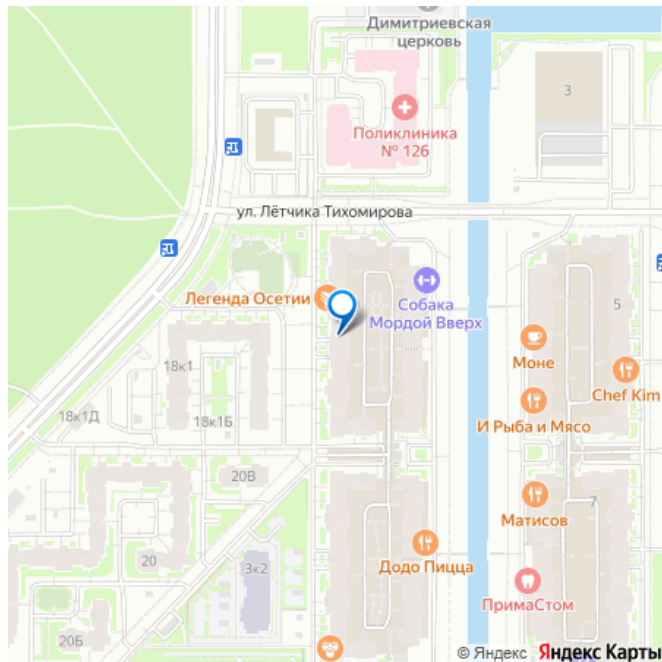 Димитриевская
церковь
3
Поликлиника
№ 126
ул. Лётчика Тихомирова
Легенда Осетии
Собака
Мордой Вверх
5
Моне
18к1
Chef Kim
18к1Д
18к1Б
И Рыба и Мясо
20В
7
Матисов
20
3к2
Додо Пицца
ПримаСтом
20Б
© Яндекс Яндекс Карты